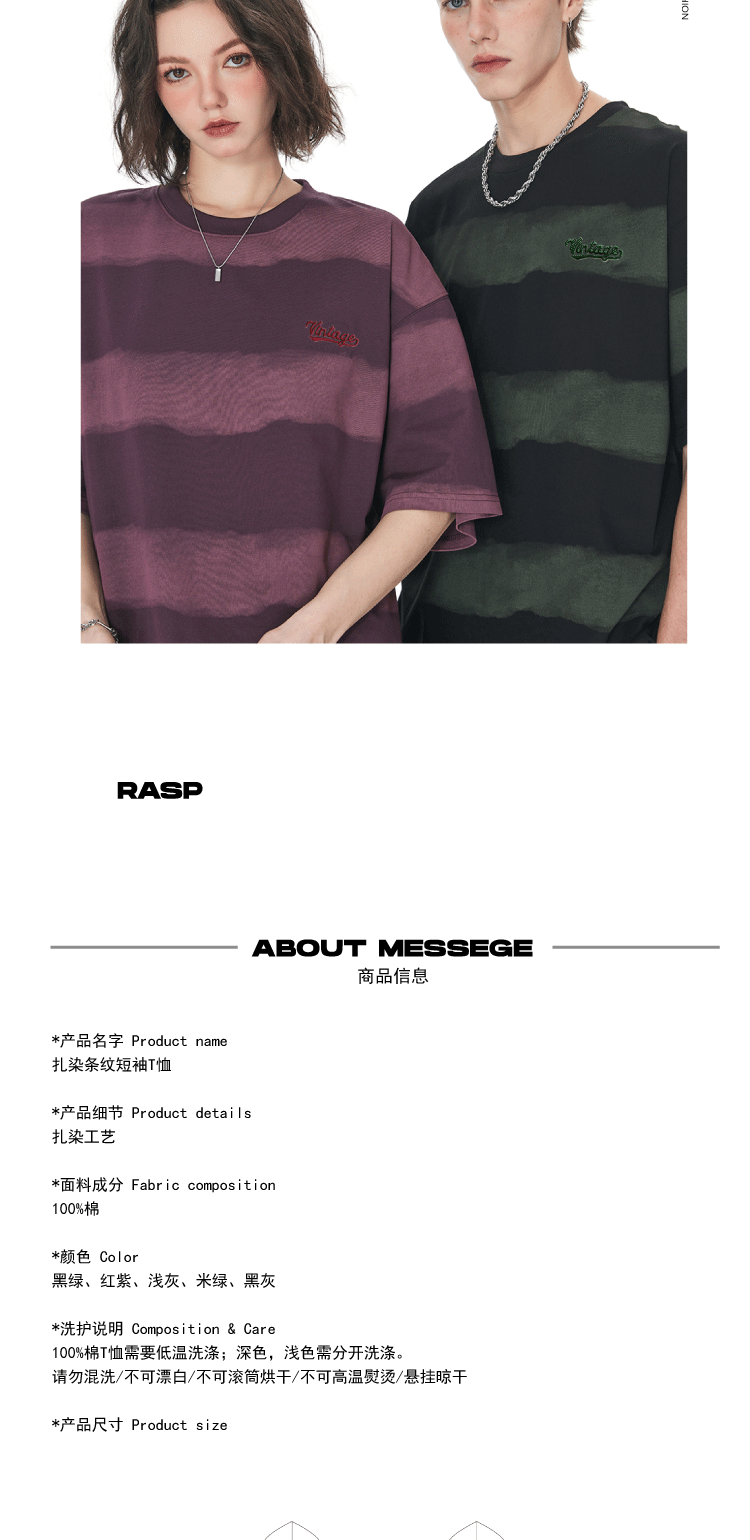 Vintage
Vintage
RASP
ABOUT MESSEGE
商品信息
*产品名字 Product name
扎染条纹短袖T恤
*产品细节 Product details
扎染工艺
*面料成分 Fabric composition
100%棉
*颜色 Color
黑绿、红紫、浅灰、米绿、黑灰
*洗护说明 Composition & Care
100%棉T恤需要低温洗涤；深色，浅色需分开洗涤。
请勿混洗/不可漂白/不可滚筒烘干/不可高温熨烫/悬挂晾干
*产品尺寸 Product size